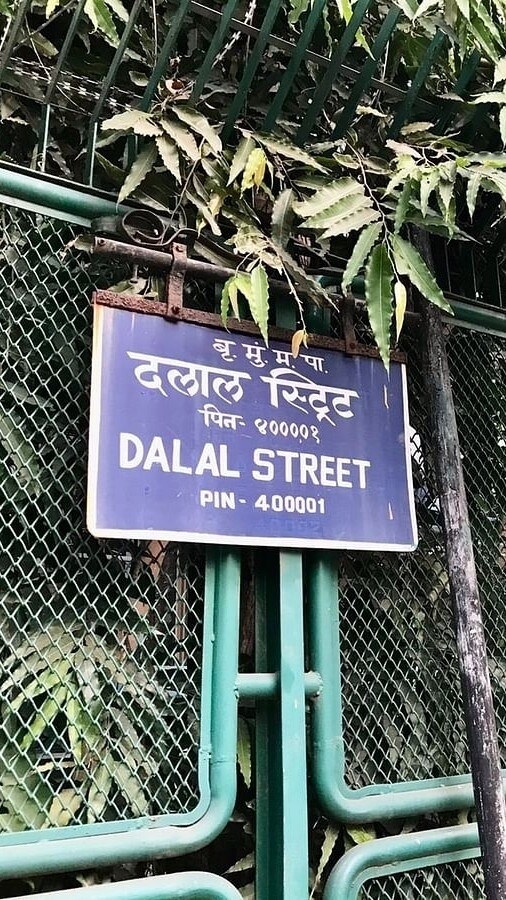 बृ. मुं. म. पा.
दलाल स्ट्रिट
पिन- ४००००१
DALAL STREET
PIN - 400001